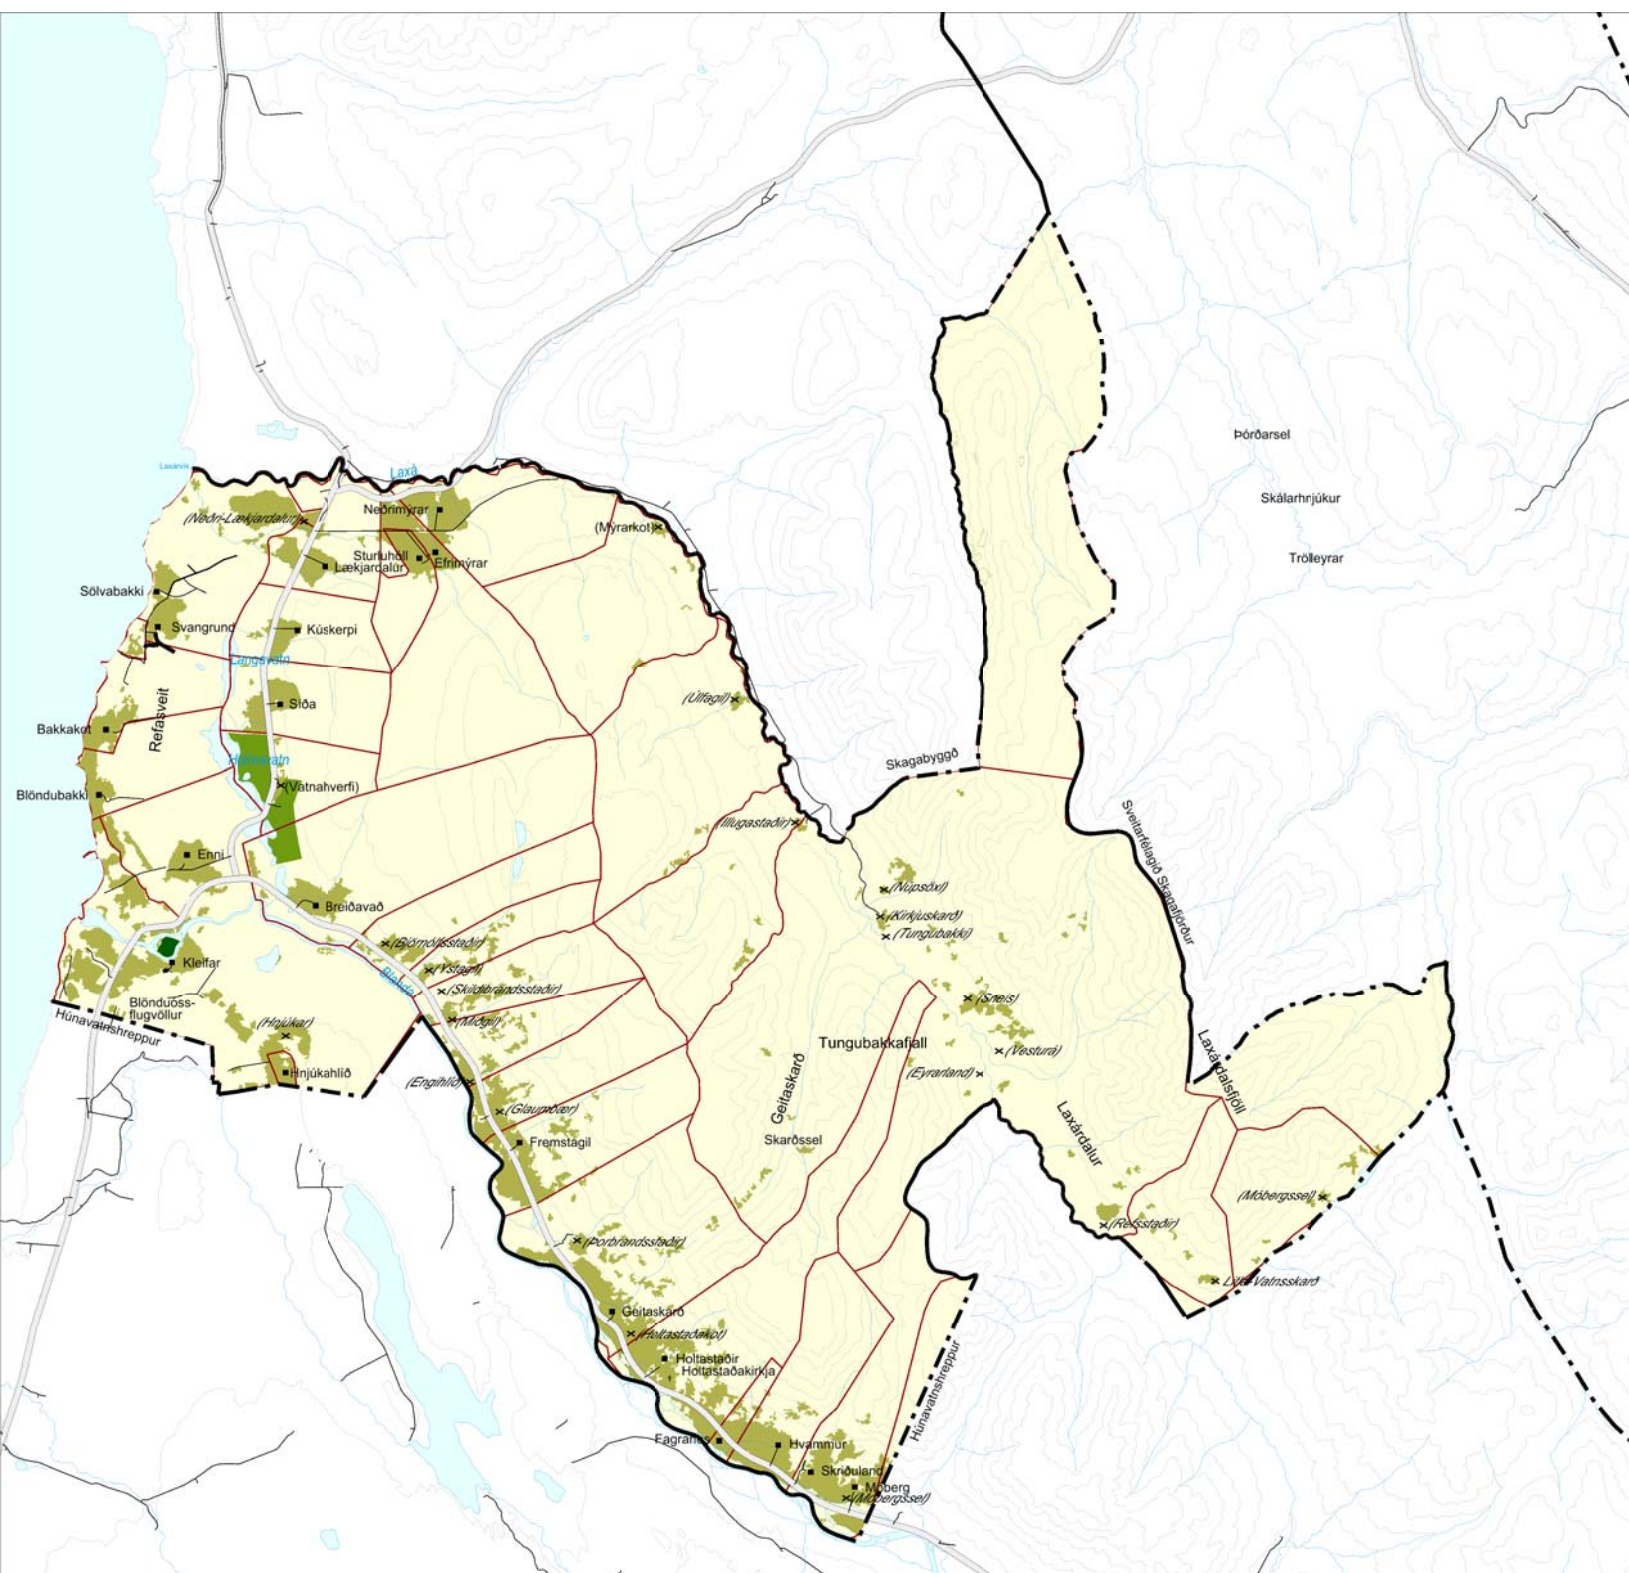 Þórðarsel
Laxárvík
Laxá
Skálarhnjúkur
Neðrimýrar
(Neðri-Lækjardalur)
(Mýrarkot)
Sturluhóll
Efrimýrar
Lækjardalur
Trölleyrar
Sölvabakki
Svangrund
Kúskerpi
Langavatn
(Úlfagil)
Síða
Refasveit
Bakkakot
Skagabyggð
(Vatnahverfi)
Blöndubakki
(Illugastaðir)
Sveitarfélagið Skagafjörður
Enni
(Núpsöxl)
Breiðavað
(Kirkjuskarð)
(Tungubakki)
(Björnólfsstaðir)
Kleifar
(Ystagil)
Blanda
(Skildibrandsstaðir)
(Sneis)
Blönduóss-
flugvöllur
Húnavatnshreppur
(Hnjúkar)
(Miðgil)
Tungubakkafjall
(Vesturá)
Laxárdalsfjöll
Hnjúkahlíð
(Engihlíð)
(Eyrarland)
Geitaskarð
(Glaumbær)
Laxárdalur
Fremstagil
Skarðssel
(Móbergssel)
(Refsstaðir)
(Þorbrandsstaðir)
Litla-Vatnsskarð
Geitaskarð
(Holtastaðakot)
Holtastaðir
Holtastaðakirkja
Húnavatnshreppur
Fagranes
Hvammur
Skriðuland
Móberg
(Móbergssel)